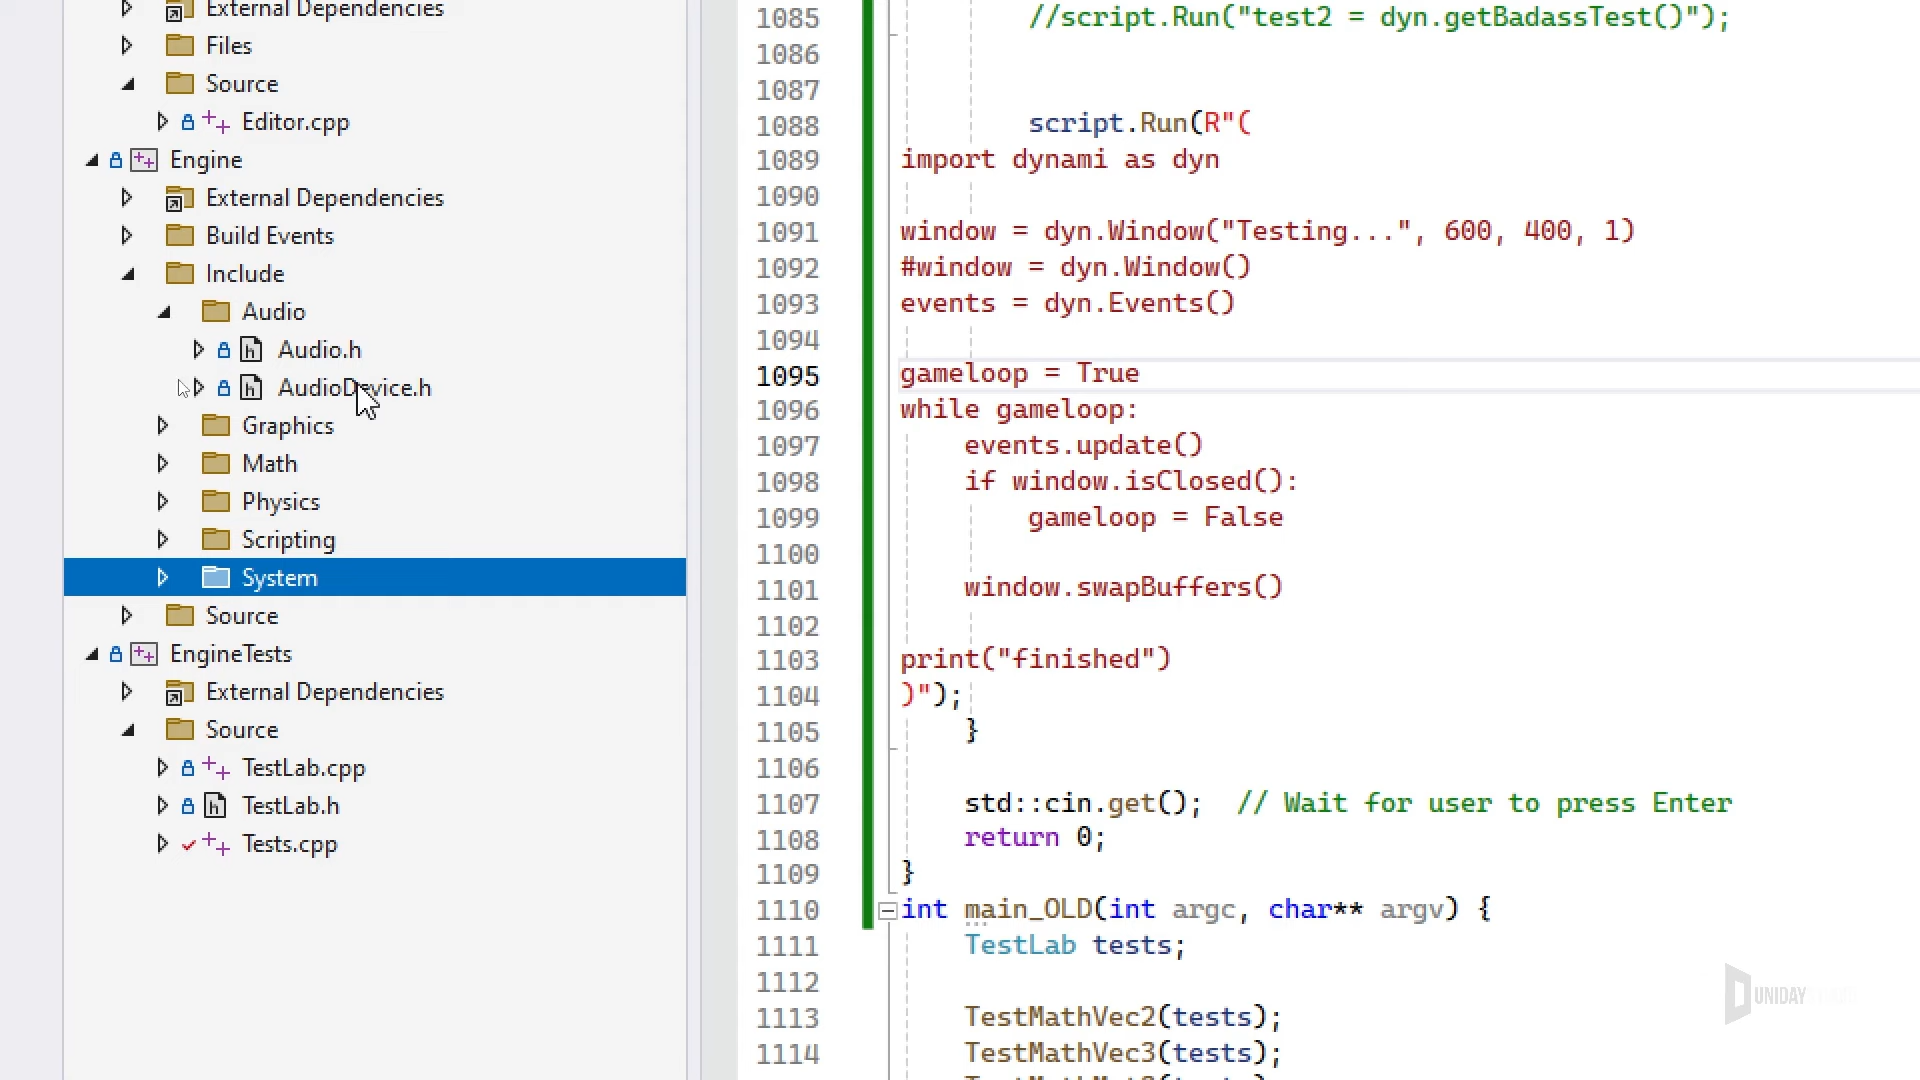 External Dependencies
Files
Source
Editor.cpp
Engine
External Dependencies
Build Events
Include
Audio
Audio.h
AudioDevice.h
Graphics
Math
Physics
Scripting
System
Source
EngineTests
External Dependencies
Source
TestLab.cpp
TestLab.h
Tests.cpp
1085 //script.Run("test2 = dyn.getBadassTest()");
1086
1087
1088 script.Run(R"(
1089 import dynami as dyn
1090
1091 window = dyn.Window("Testing...", 600, 400, 1)
1092 #window = dyn.Window()
1093 events = dyn.Events()
1094
1095 gameloop = True
1096 while gameloop:
1097 events.update()
1098 if window.isClosed():
1099 gameloop = False
1100
1101 window.swapBuffers()
1102
1103 print("finished")
1104 )");
1105 }
1106
1107 std::cin.get(); // Wait for user to press Enter
1108 return 0;
1109 }
1110 int main_OLD(int argc, char** argv) {
1111 TestLab tests;
1112
1113 TestMathVec2(tests);
1114 TestMathVec3(tests);
UNIDAY